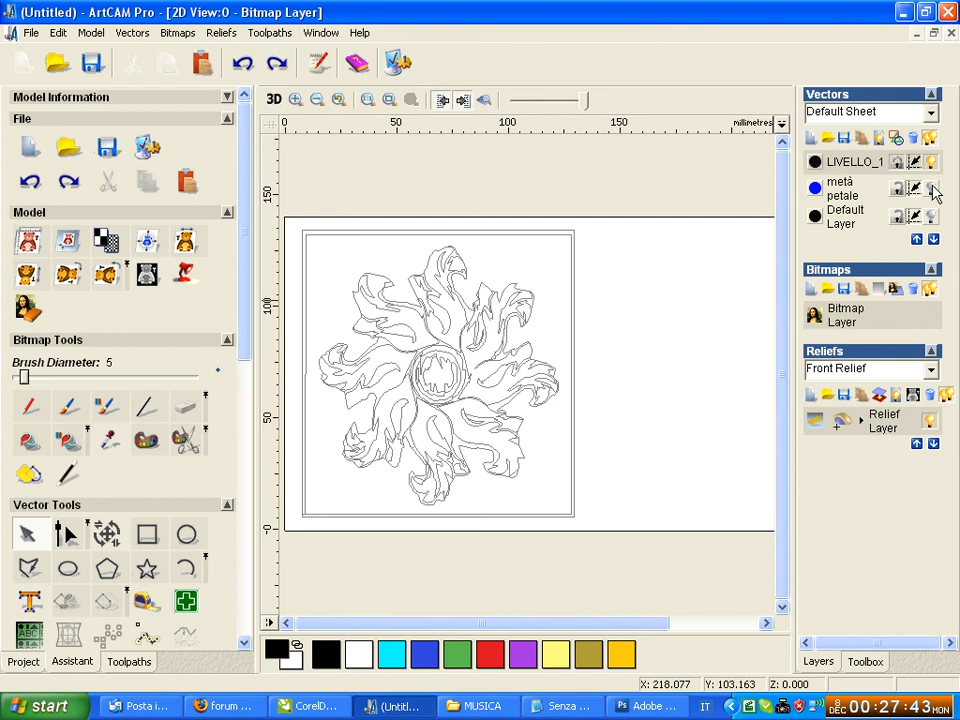 (Untitled) - ArtCAM Pro - [2D View:0 - Bitmap Layer]
File Edit Model Vectors Bitmaps Reliefs Toolpaths Window Help
Model Information
File
Model
Bitmap Tools
Brush Diameter: 5
Vector Tools
ABC
Project Assistant Toolpaths
3D
0 50 100 150 millimetres
150
100
50
0
Vectors
Default Sheet
LIVELLO_1
metà
petale
Default
Layer
Bitmaps
Bitmap
Layer
Reliefs
Front Relief
Relief
Layer
Layers Toolbox
X: 218.077 Y: 103.163 Z: 0.000
start Posta i... forum ... CorelD... (Untitl... MUSICA Senza ... Adobe ... IT 8 DEC 00:27:43 MON